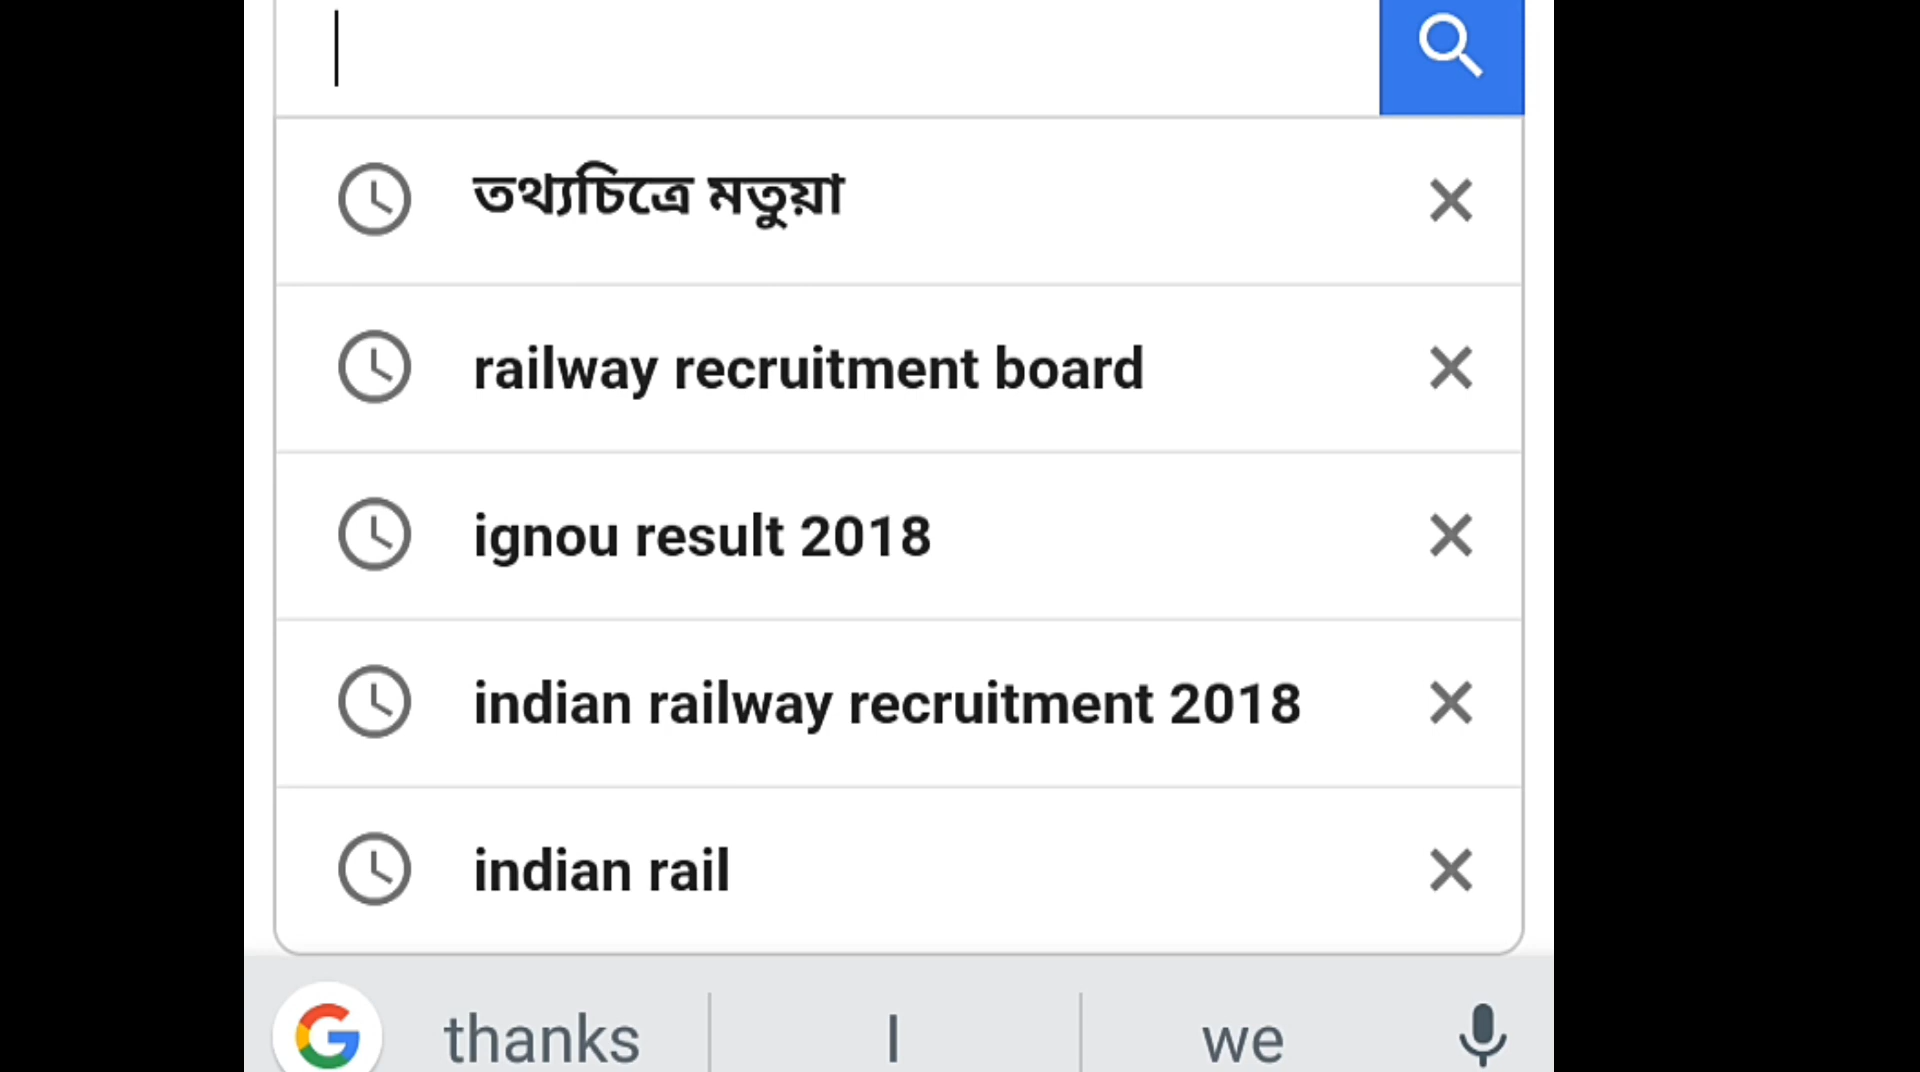 তথ্যচিত্রে মতুয়া
railway recruitment board
ignou result 2018
indian railway recruitment 2018
indian rail
G thanks I we